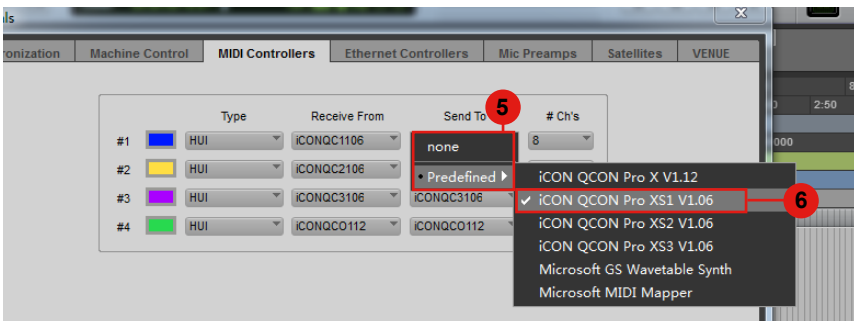 als
ronization Machine Control MIDI Controllers Ethernet Controllers Mic Preamps Satellites VENUE
Type Receive From Send To # Ch's
5
#1 HUI iCONQC1106 none 8
#2 HUI iCONQC2106 • Predefined
#3 HUI iCONQC3106 iCONQC3106
#4 HUI iCONQCO112 iCONQCO112
iCON QCON Pro X V1.12
✓ iCON QCON Pro XS1 V1.06
6
iCON QCON Pro XS2 V1.06
iCON QCON Pro XS3 V1.06
Microsoft GS Wavetable Synth
Microsoft MIDI Mapper
2:50
000